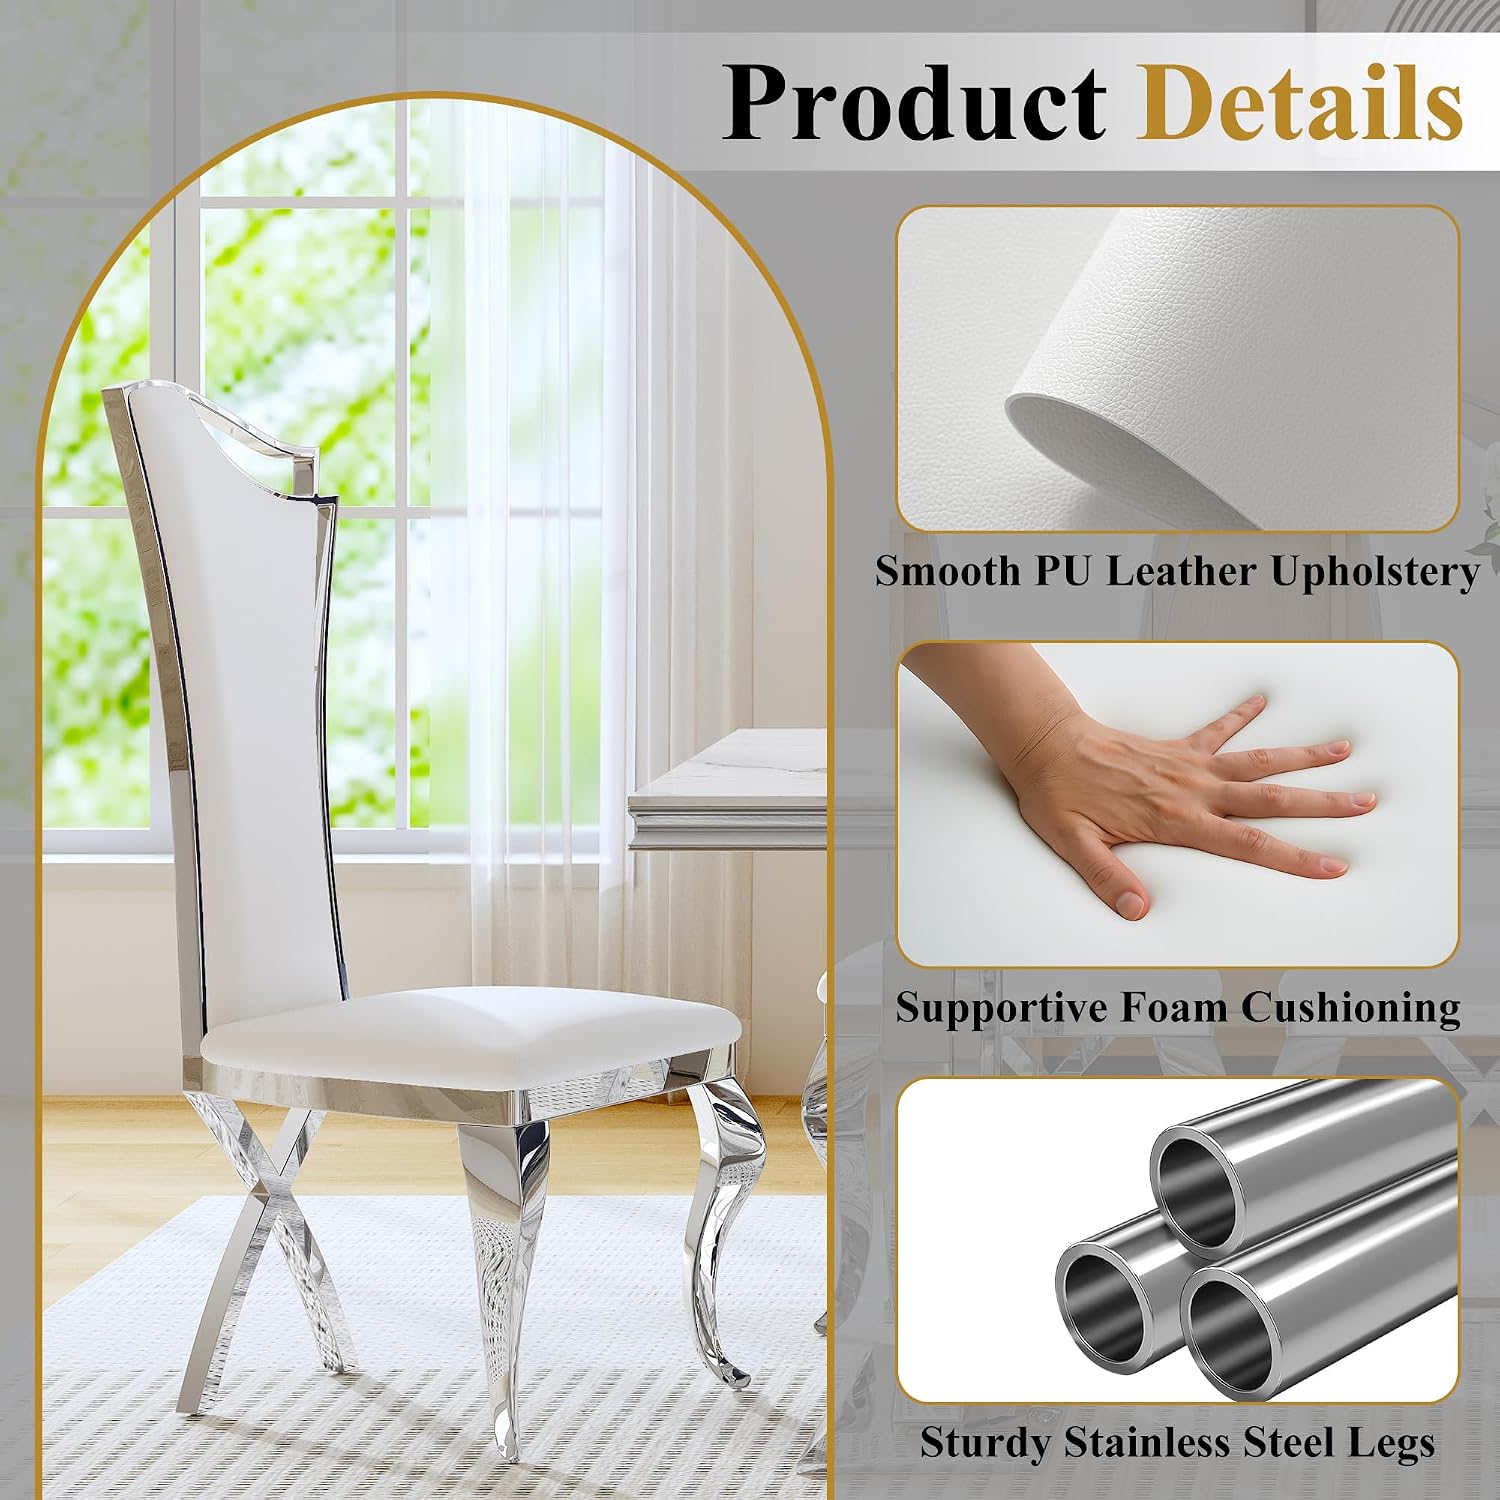 Product Details
Smooth PU Leather Upholstery
Supportive Foam Cushioning
Sturdy Stainless Steel Legs